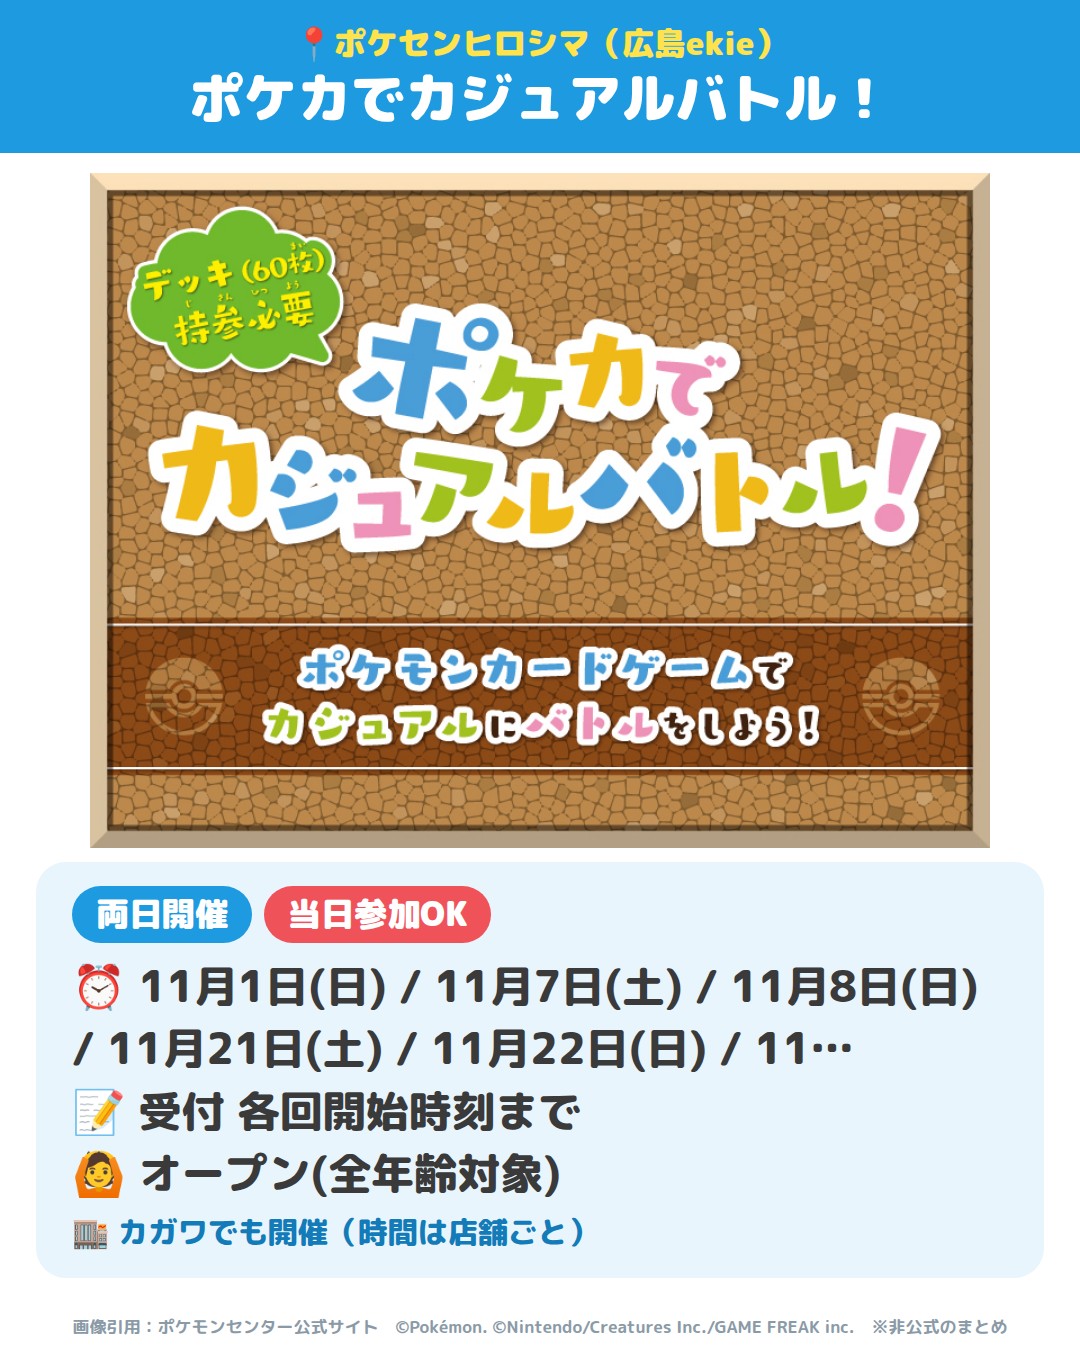 📍ポケセンヒロシマ（広島ekie）
ポケカでカジュアルバトル！
デッキ(60枚)
まい
持参必要
じ さん ひつ よう
ポケカで
カジュアルバトル!
ポケモンカードゲームで
カジュアルにバトルをしよう!
両日開催 当日参加OK
⏰ 11月1日(日) / 11月7日(土) / 11月8日(日)
/ 11月21日(土) / 11月22日(日) / 11…
📝 受付 各回開始時刻まで
🙆 オープン(全年齢対象)
🏬 カガワでも開催（時間は店舗ごと）
画像引用：ポケモンセンター公式サイト　©Pokémon. ©Nintendo/Creatures Inc./GAME FREAK inc.　※非公式のまとめ